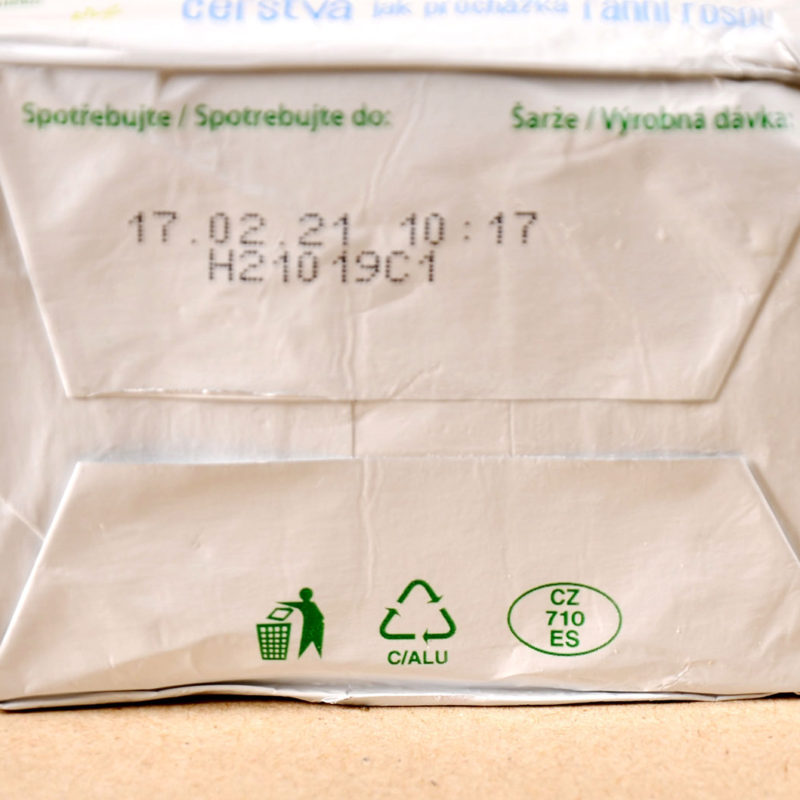 čerstvá jak procházka ranní
Spotřebujte / Spotrebujte do: Šarže / Výrobná dávka:
17.02.21 10:17
H21019C1
C/ALU
CZ
710
ES